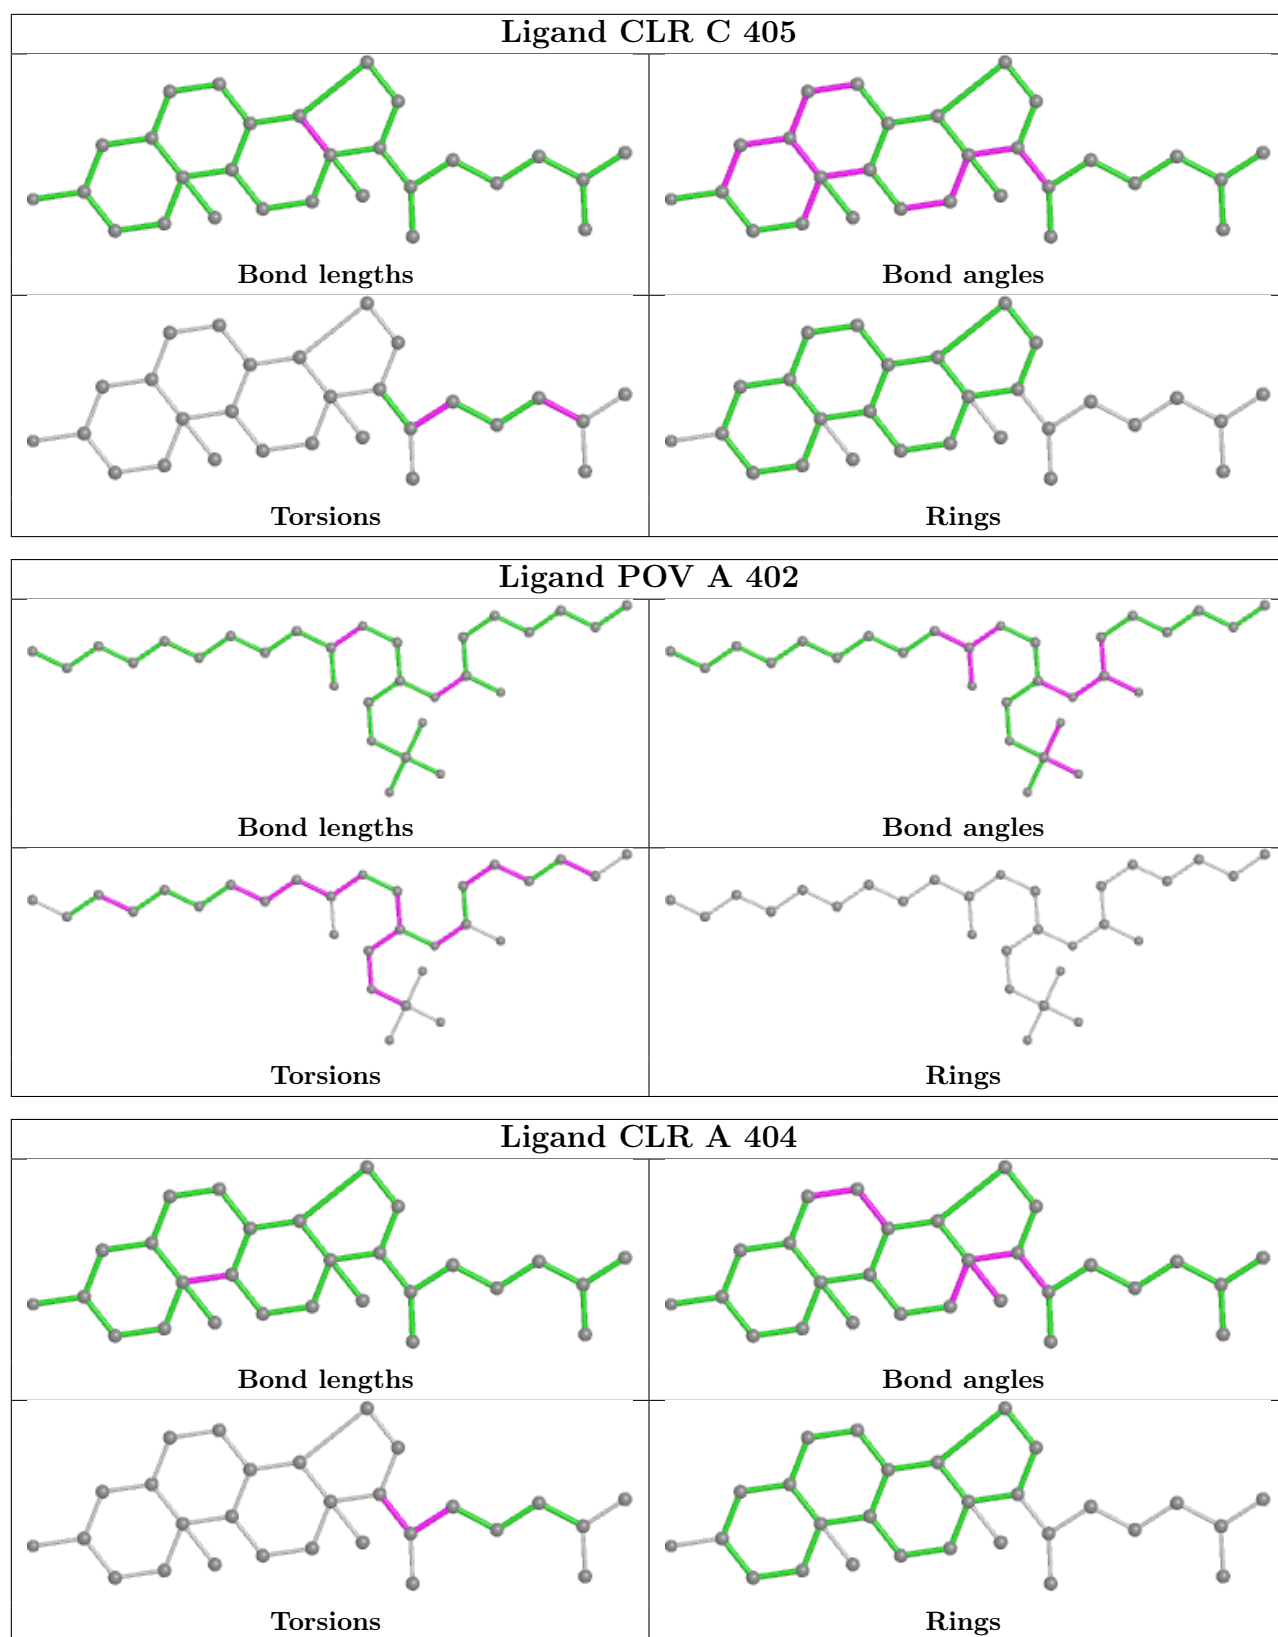 Ligand CLR C 405
Bond lengths
Bond angles
Torsions
Rings
Ligand POV A 402
Bond lengths
Bond angles
Torsions
Rings
Ligand CLR A 404
Bond lengths
Bond angles
Torsions
Rings